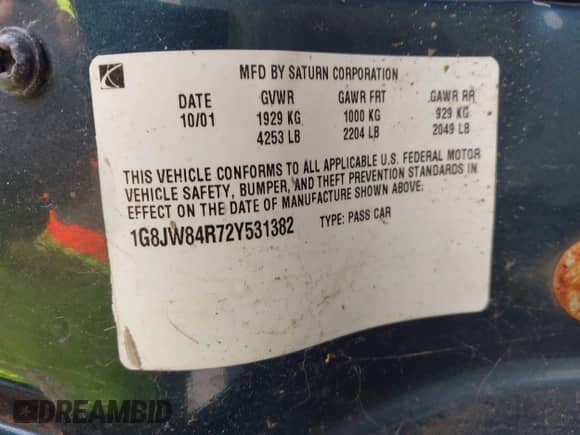 MFD BY SATURN CORPORATION
DATE GVWR GAWR FRT GAWR RR
10/01 1929 KG 1000 KG 929 KG
4253 LB 2204 LB 2049 LB
THIS VEHICLE CONFORMS TO ALL APPLICABLE U.S. FEDERAL MOTOR
VEHICLE SAFETY, BUMPER, AND THEFT PREVENTION STANDARDS IN
EFFECT ON THE DATE OF MANUFACTURE SHOWN ABOVE.
1G8JW84R72Y531382 TYPE: PASS CAR
DREAMBID